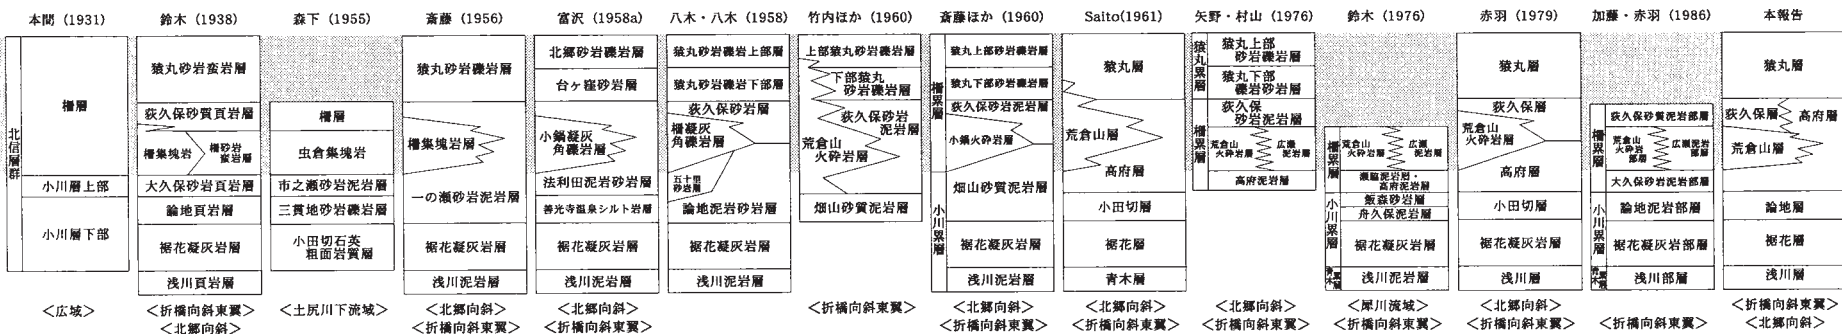 本間 (1931)
北信層群
柵層
小川層上部
小川層下部
<広域>
鈴木 (1938)
猿丸砂岩蛮岩層
荻久保砂質頁岩層
柵集塊岩
柵砂岩
蛮岩層
大久保砂岩頁岩層
論地頁岩層
裾花凝灰岩層
浅川頁岩層
<折橋向斜東翼>
<北郷向斜>
森下 (1955)
柵層
虫倉集塊岩
市之瀬砂岩泥岩層
三貫地砂岩礫岩層
小田切石英
粗面岩質層
<土尻川下流域>
斎藤 (1956)
猿丸砂岩礫岩層
柵集塊岩層
一の瀬砂岩泥岩層
裾花凝灰岩層
浅川泥岩層
<北郷向斜>
<折橋向斜東翼>
富沢 (1958a)
北郷砂岩礫岩層
台ヶ窪砂岩層
小鍋凝灰
角礫岩層
法利田泥岩砂岩層
善光寺温泉シルト岩層
裾花凝灰岩層
浅川泥岩層
<北郷向斜>
<折橋向斜東翼>
八木・八木 (1958)
猿丸砂岩礫岩上部層
猿丸砂岩礫岩下部層
荻久保砂岩層
柵凝灰
角礫岩層
五十里
砂岩層
論地泥岩砂岩層
裾花凝灰岩層
浅川泥岩層
竹内ほか (1960)
上部猿丸砂岩礫岩層
下部猿丸
砂岩礫岩層
荻久保砂岩
泥岩層
荒倉山
火砕岩層
畑山砂質泥岩層
<折橋向斜東翼>
斎藤ほか (1960)
柵累層
猿丸上部砂岩礫岩層
猿丸下部砂岩礫岩層
荻久保砂岩泥岩層
小鍋火砕岩層
小川累層
畑山砂質泥岩層
裾花凝灰岩層
浅川泥岩層
<北郷向斜>
<折橋向斜東翼>
Saito(1961)
猿丸層
荒倉山層
高府層
小田切層
裾花層
青木層
<北郷向斜>
<折橋向斜東翼>
矢野・村山 (1976)
猿丸累層
猿丸上部
砂岩礫岩層
猿丸下部
砂岩礫岩層
柵累層
荻久保
砂岩泥岩層
荒倉山
火砕岩層
広瀬
泥岩層
高府泥岩層
<北郷向斜>
<折橋向斜東翼>
鈴木 (1976)
柵累層
荒倉山
火砕岩層
広瀬
泥岩層
瀬脇泥岩層・
高府泥岩層
小川累層
飯森砂岩層
舟久保泥岩層
裾花凝灰岩層
青木累層
浅川泥岩層
<犀川流域>
<折橋向斜東翼>
赤羽 (1979)
猿丸層
荻久保層
荒倉山
火砕岩層
高府層
小田切層
裾花凝灰岩層
浅川層
<北郷向斜>
<折橋向斜東翼>
加藤・赤羽 (1986)
柵累層
荻久保砂質泥岩部層
荒倉山
火砕岩
部層
広瀬泥岩
部層
大久保砂岩泥岩部層
小川累層
論地泥岩部層
裾花凝灰岩部層
青木累層
浅川部層
<折橋向斜東翼>
本報告
猿丸層
荻久保層
高府層
荒倉山層
論地層
裾花層
浅川層
<折橋向斜東翼>
<北郷向斜>